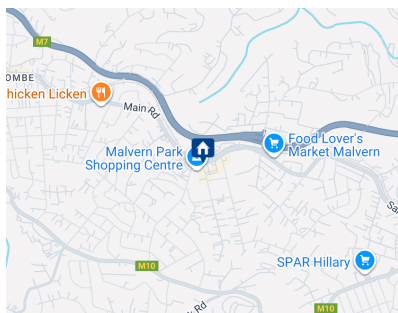 M7
OMBE
hicken Licken
Main Rd
Malvern Park
Shopping Centre
Food Lover's
Market Malvern
Sa
SPAR Hillary
M10
M10
k Rd